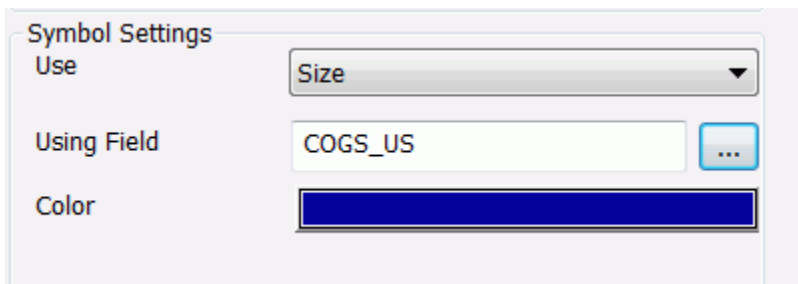 Symbol Settings
Use
Size
Using Field
COGS_US
...
Color